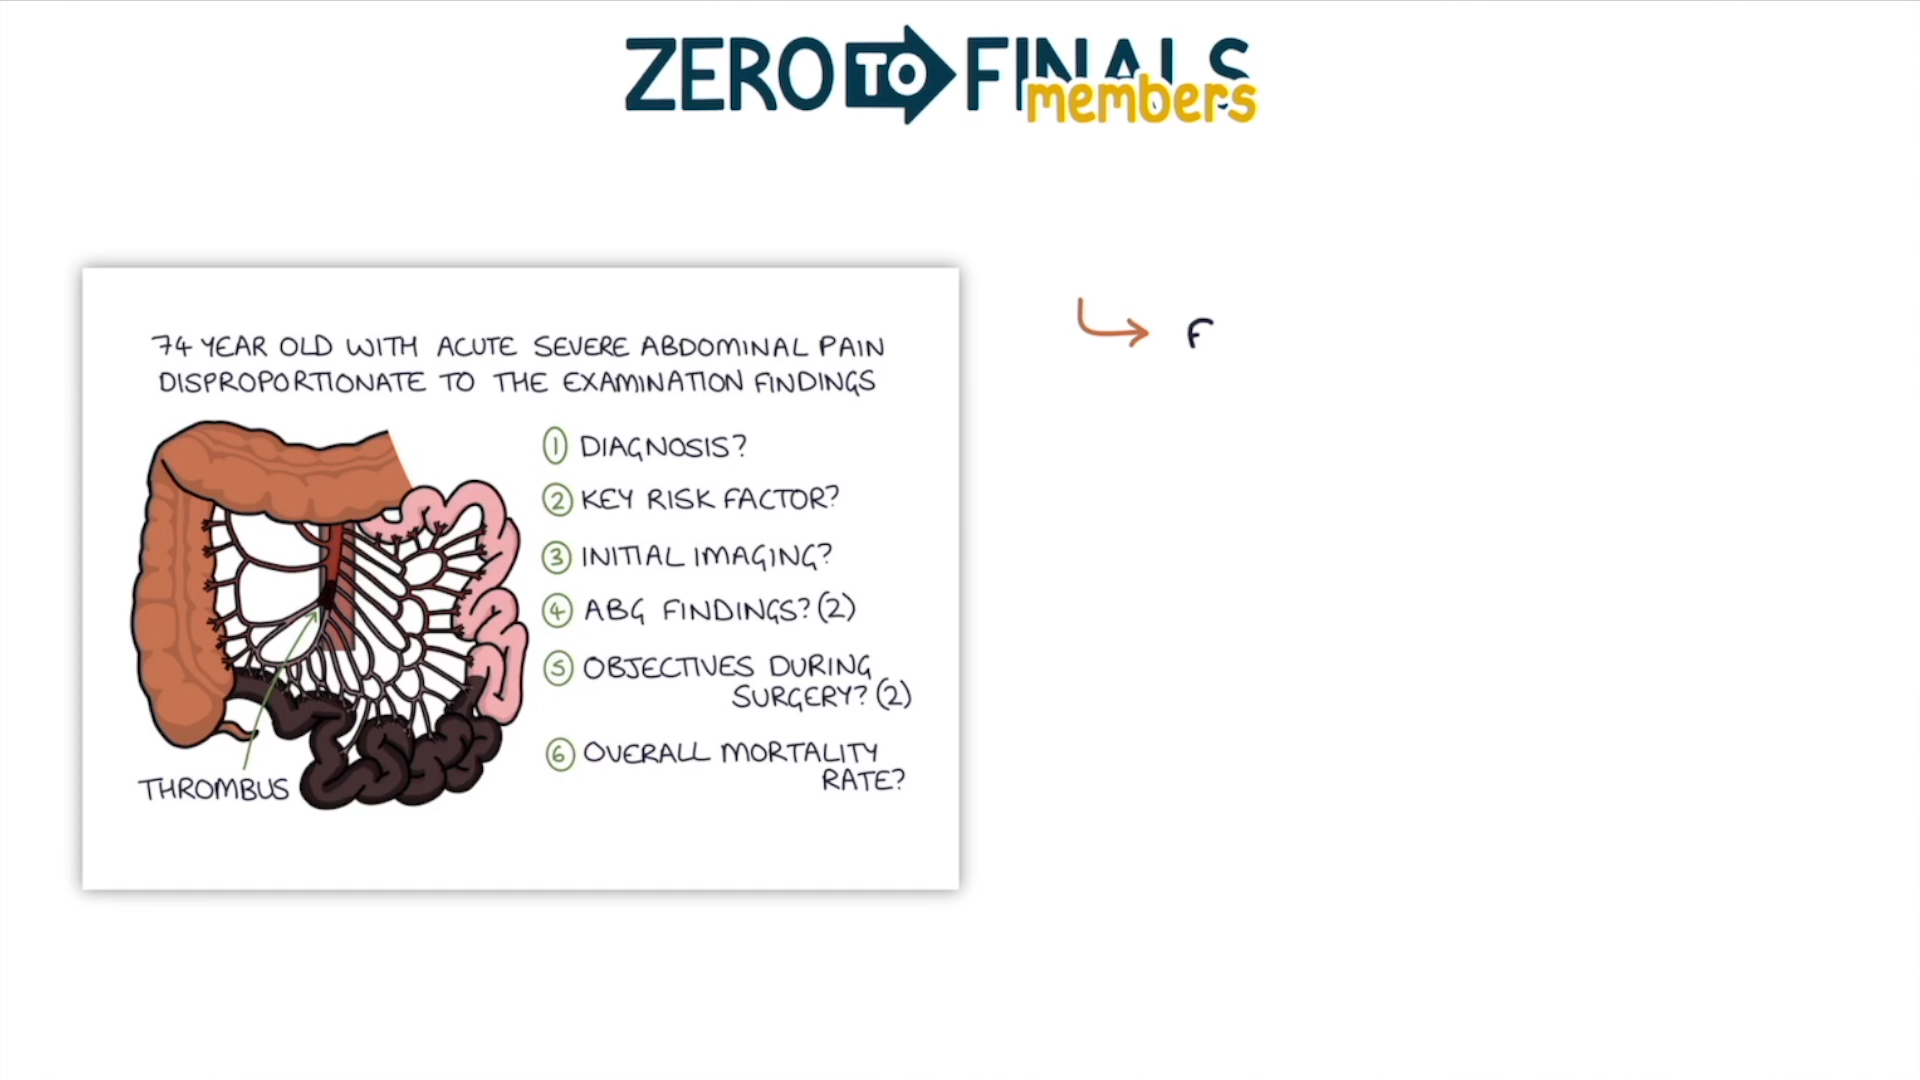 ZERO TO FINALS
members
74 YEAR OLD WITH ACUTE SEVERE ABDOMINAL PAIN
DISPROPORTIONATE TO THE EXAMINATION FINDINGS
1 DIAGNOSIS?
2 KEY RISK FACTOR?
3 INITIAL IMAGING?
4 ABG FINDINGS? (2)
5 OBJECTIVES DURING
SURGERY? (2)
6 OVERALL MORTALITY
RATE?
THROMBUS
F